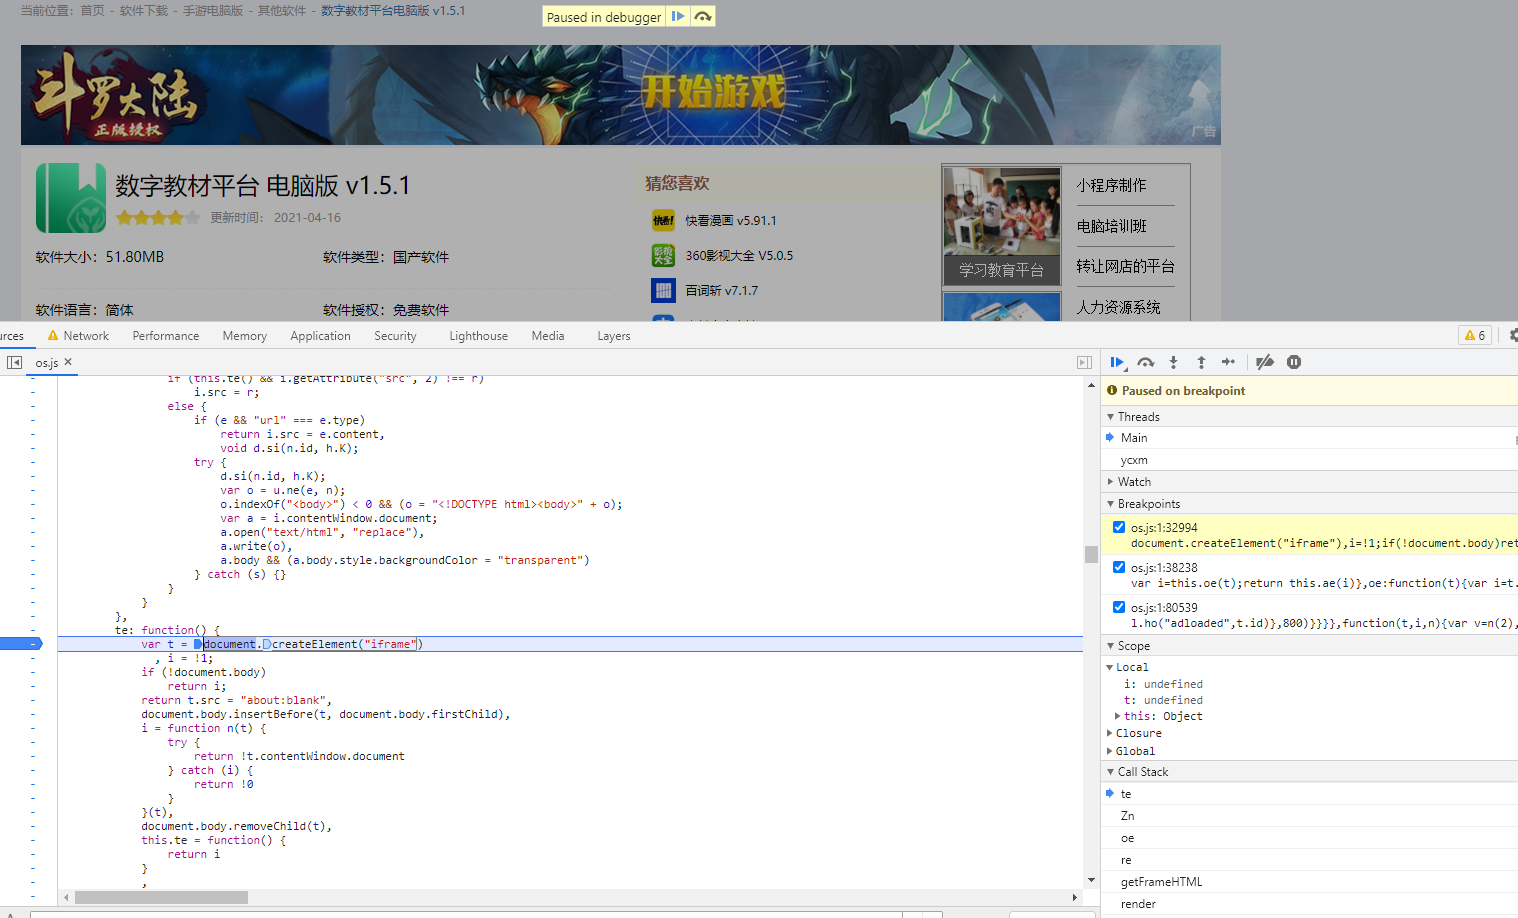 当前位置：首页 - 软件下载 - 手游电脑版 - 其他软件 - 数字教材平台电脑版 v1.5.1
Paused in debugger
斗罗大陆
正版授权
开始游戏
广告
数字教材平台 电脑版 v1.5.1
更新时间： 2021-04-16
软件大小：51.80MB
软件类型：国产软件
软件语言：简体
软件授权：免费软件
猜您喜欢
快看!
快看漫画 v5.91.1
影视大全
360影视大全 V5.0.5
百词斩 v7.1.7
学习教育平台
小程序制作
电脑培训班
转让网店的平台
人力资源系统
urces
Network
Performance
Memory
Application
Security
Lighthouse
Media
Layers
6
os.js ×
if (this.te() && i.getAttribute("src", 2) !== r)
i.src = r;
else {
if (e && "url" === e.type)
return i.src = e.content,
void d.si(n.id, h.K);
try {
d.si(n.id, h.K);
var o = u.ne(e, n);
o.indexOf("<body>") < 0 && (o = "<!DOCTYPE html><body>" + o);
var a = i.contentWindow.document;
a.open("text/html", "replace"),
a.write(o),
a.body && (a.body.style.backgroundColor = "transparent")
} catch (s) {}
}
}
},
te: function() {
var t = document.createElement("iframe")
, i = !1;
if (!document.body)
return i;
return t.src = "about:blank",
document.body.insertBefore(t, document.body.firstChild),
i = function n(t) {
try {
return !t.contentWindow.document
} catch (i) {
return !0
}
}(t),
document.body.removeChild(t),
this.te = function() {
return i
}
,
Paused on breakpoint
Threads
Main
ycxm
Watch
Breakpoints
os.js:1:32994
document.createElement("iframe"),i=!1;if(!document.body)ret
os.js:1:38238
var i=this.oe(t);return this.ae(i)},oe:function(t){var i=t.
os.js:1:80539
l.ho("adloaded",t.id)},800)}}}},function(t,i,n){var v=n(2),
Scope
Local
i: undefined
t: undefined
this: Object
Closure
Global
Call Stack
te
Zn
oe
re
getFrameHTML
render